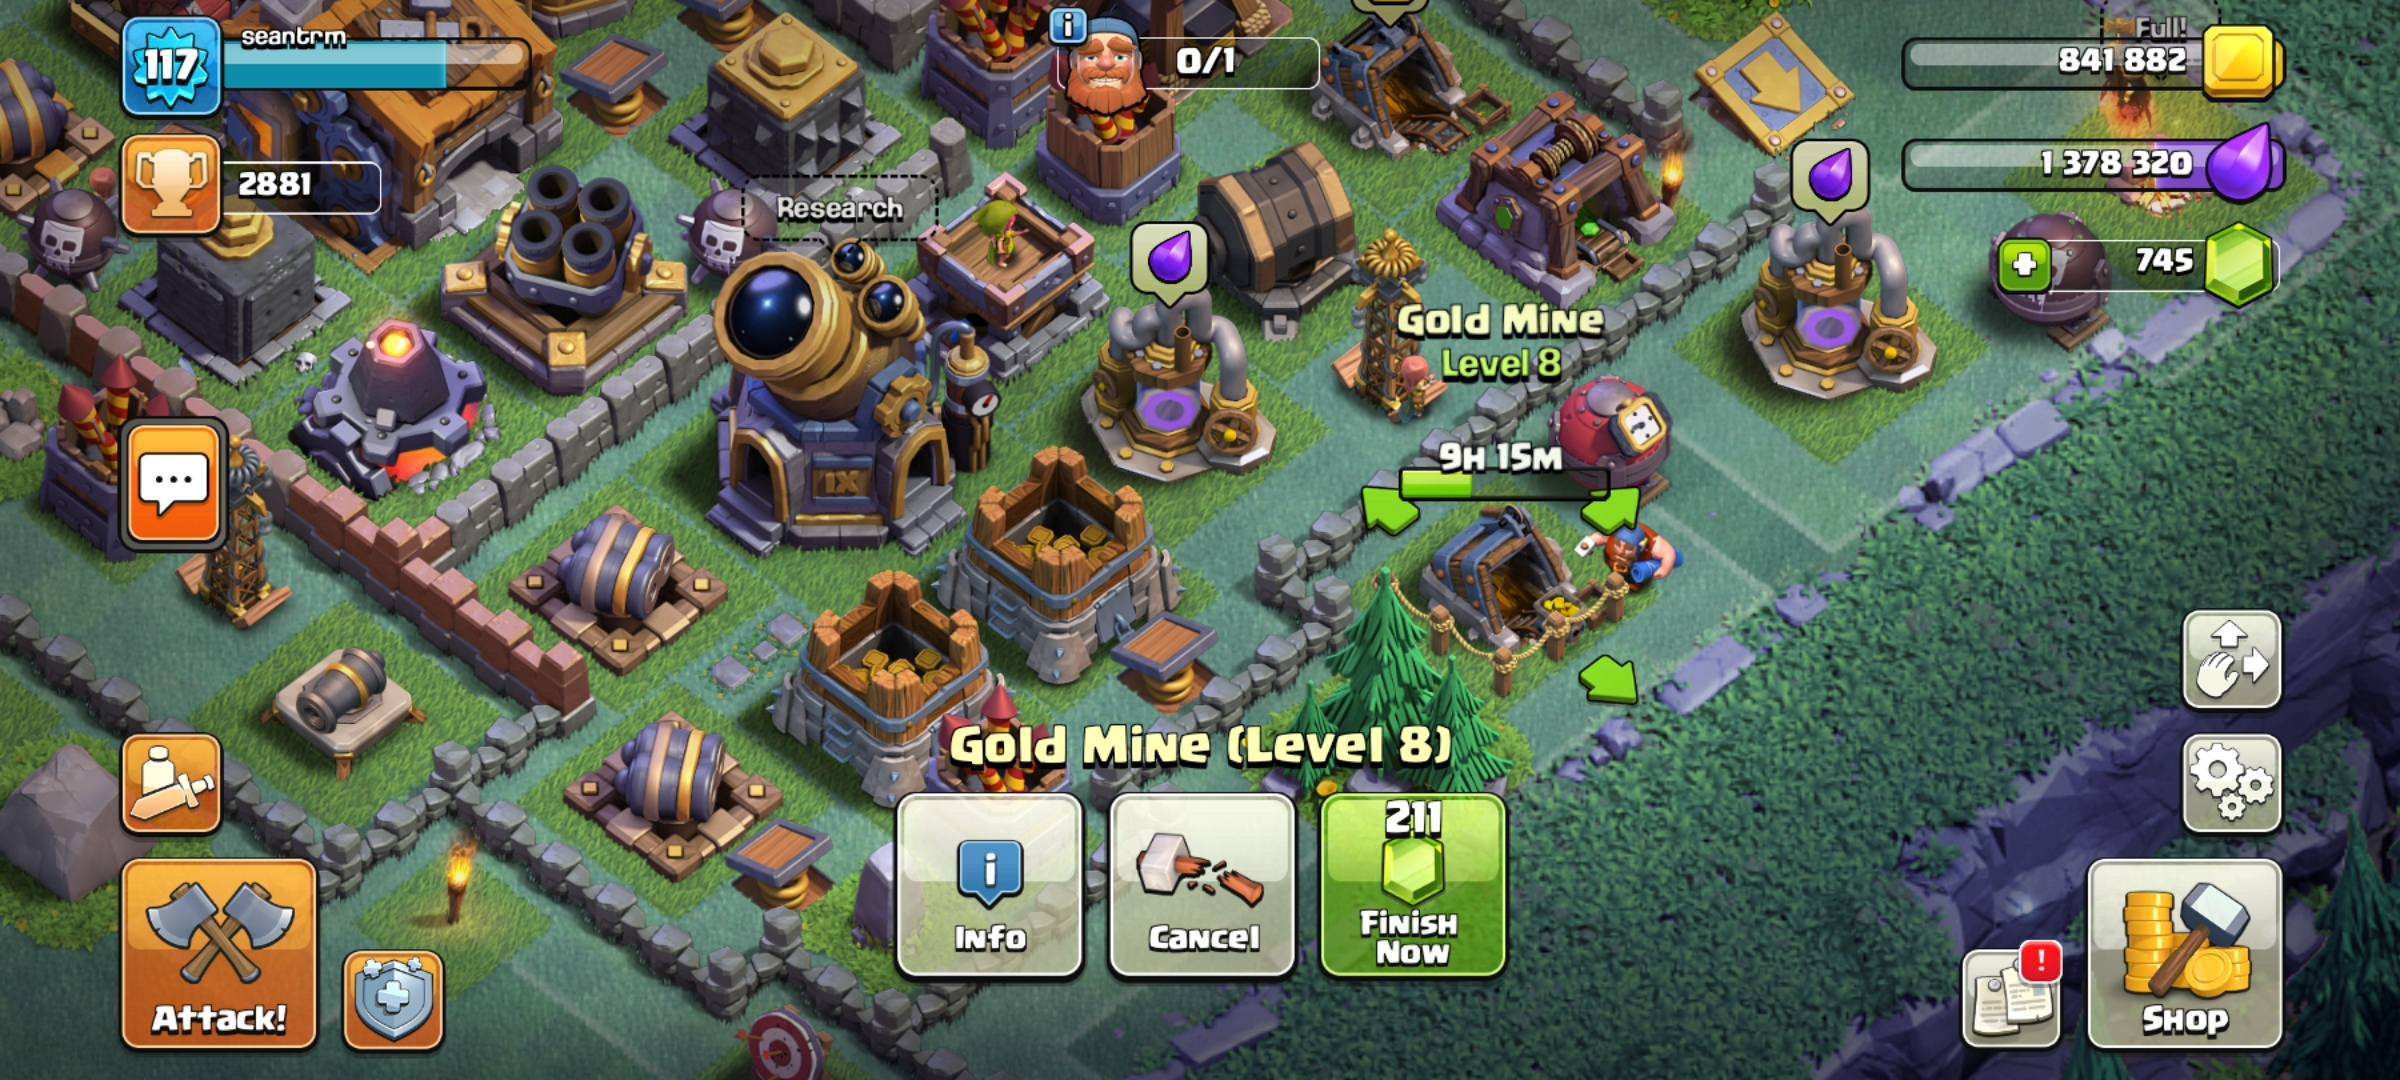 117
seantrm
2881
i
0/1
Full!
841 882
1 378 320
745
Research
Gold Mine
Level 8
9H 15M
IX
Gold Mine (Level 8)
i
Info
Cancel
211
Finish
Now
Attack!
!
Shop